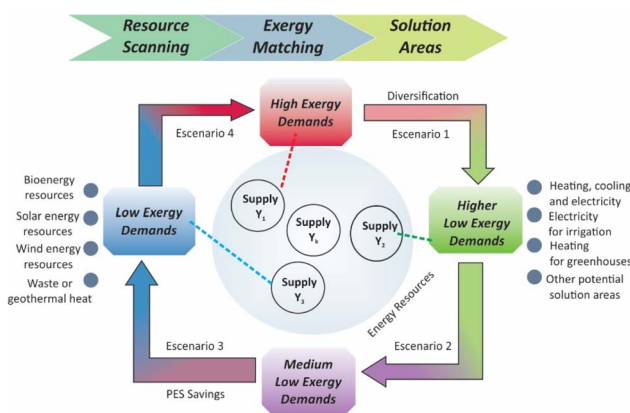 Resource
Scanning
Exergy
Matching
Solution
Areas
High Exergy
Demands
Diversification
Escenario 4
Escenario 1
Bioenergy
resources
Solar energy
resources
Wind energy
resources
Waste or
geothermal heat
Low Exergy
Demands
Supply
Y1
Supply
Yk
Supply
Y2
Supply
Y3
Higher
Low Exergy
Demands
Heating, cooling
and electricity
Electricity
for irrigation
Heating
for greenhouses
Other potential
solution areas
Energy Resources
Escenario 3
Escenario 2
PES Savings
Medium
Low Exergy
Demands